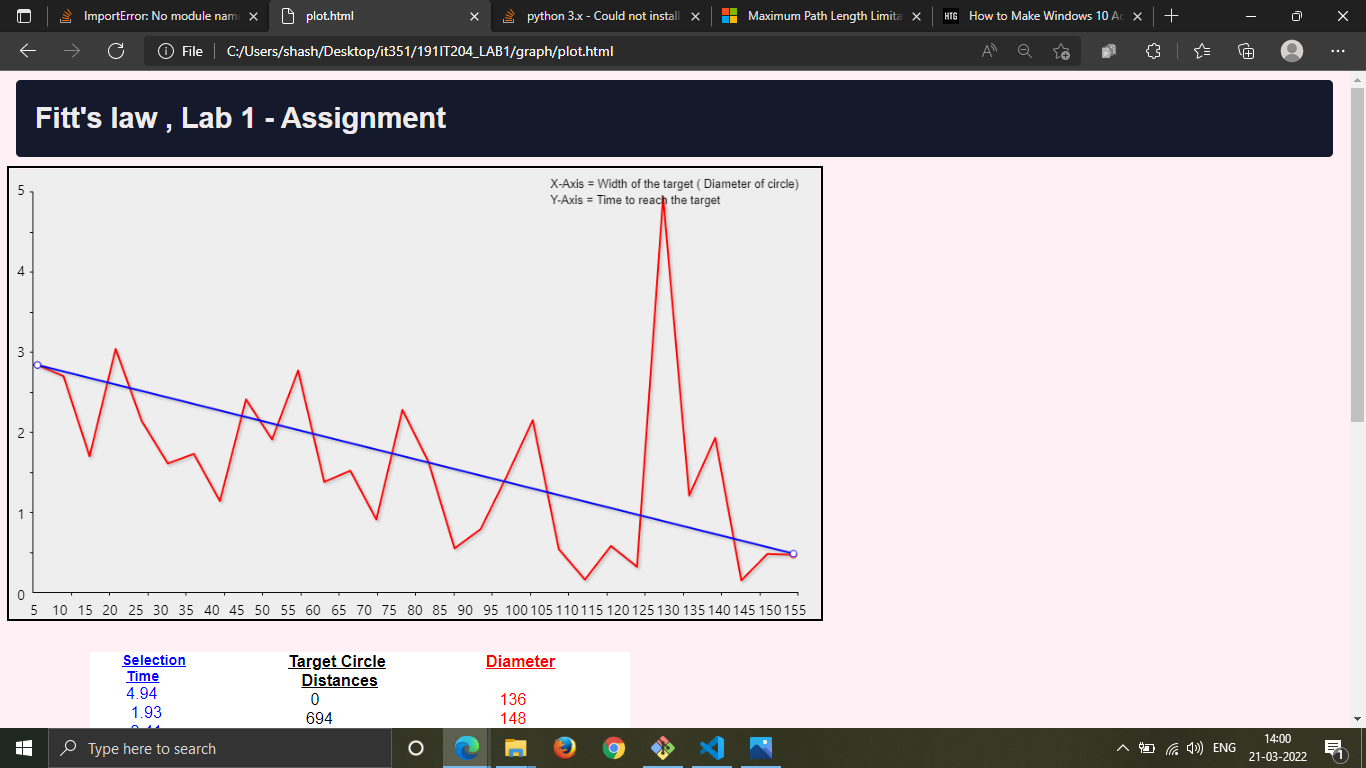 ImportError: No module nam
plot.html
python 3.x - Could not install
Maximum Path Length Limita
HTG
How to Make Windows 10 Ac
File
C:/Users/shash/Desktop/it351/191IT204_LAB1/graph/plot.html
Fitt's law , Lab 1 - Assignment
X-Axis = Width of the target ( Diameter of circle)
Y-Axis = Time to reach the target
5
4
3
2
1
0
5 10 15 20 25 30 35 40 45 50 55 60 65 70 75 80 85 90 95 100 105 110 115 120 125 130 135 140 145 150 155
Selection Target Circle Diameter
Time Distances
4.94 0 136
1.93 694 148
Type here to search
ENG
14:00
21-03-2022
1